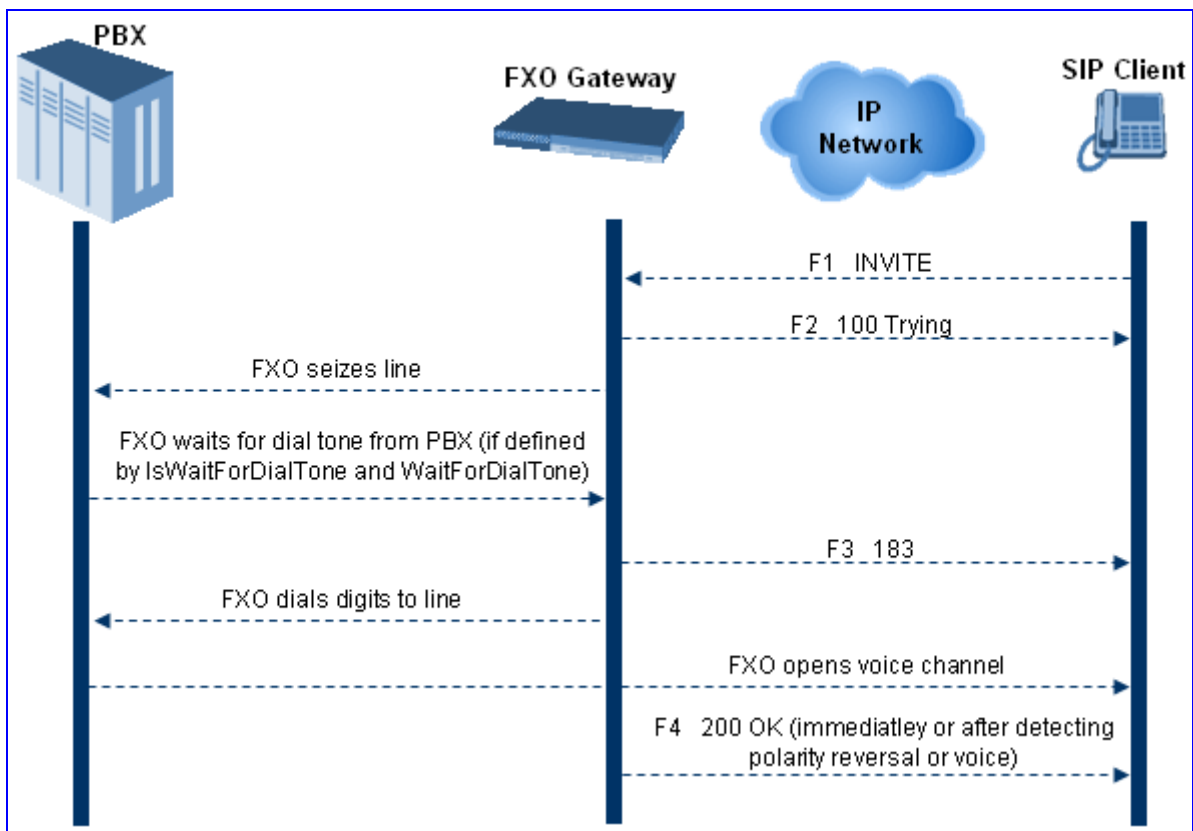 PBX
FXO Gateway
SIP Client
IP
Network
F1 INVITE
F2 100 Trying
FXO seizes line
FXO waits for dial tone from PBX (if defined
by IsWaitForDialTone and WaitForDialTone)
F3 183
FXO dials digits to line
FXO opens voice channel
F4 200 OK (immediatley or after detecting
polarity reversal or voice)